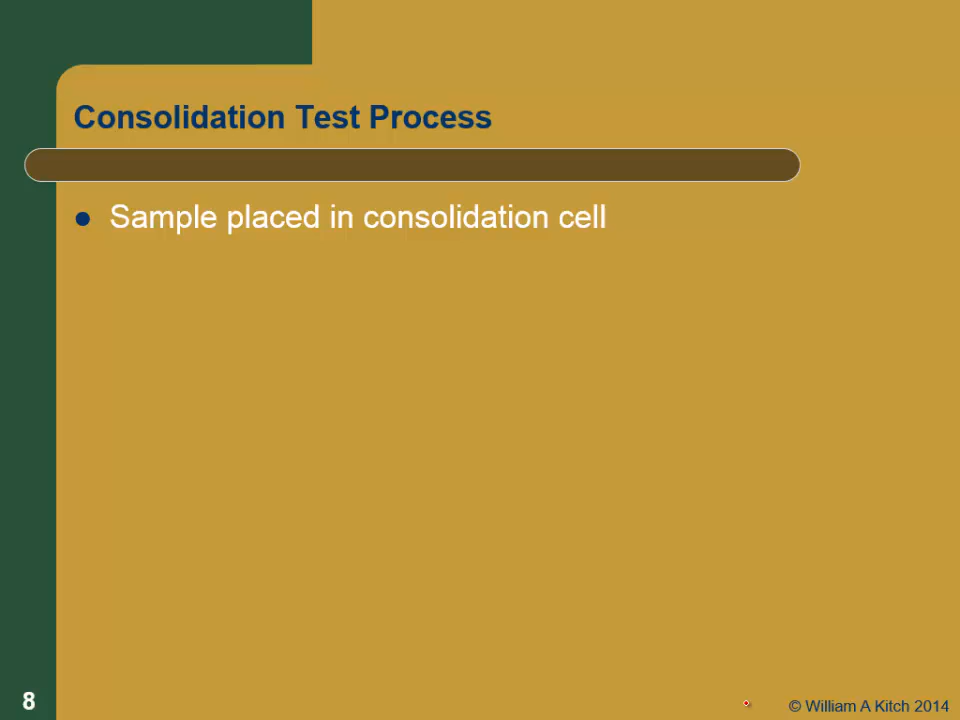 Consolidation Test Process
Sample placed in consolidation cell
8
© William A Kitch 2014